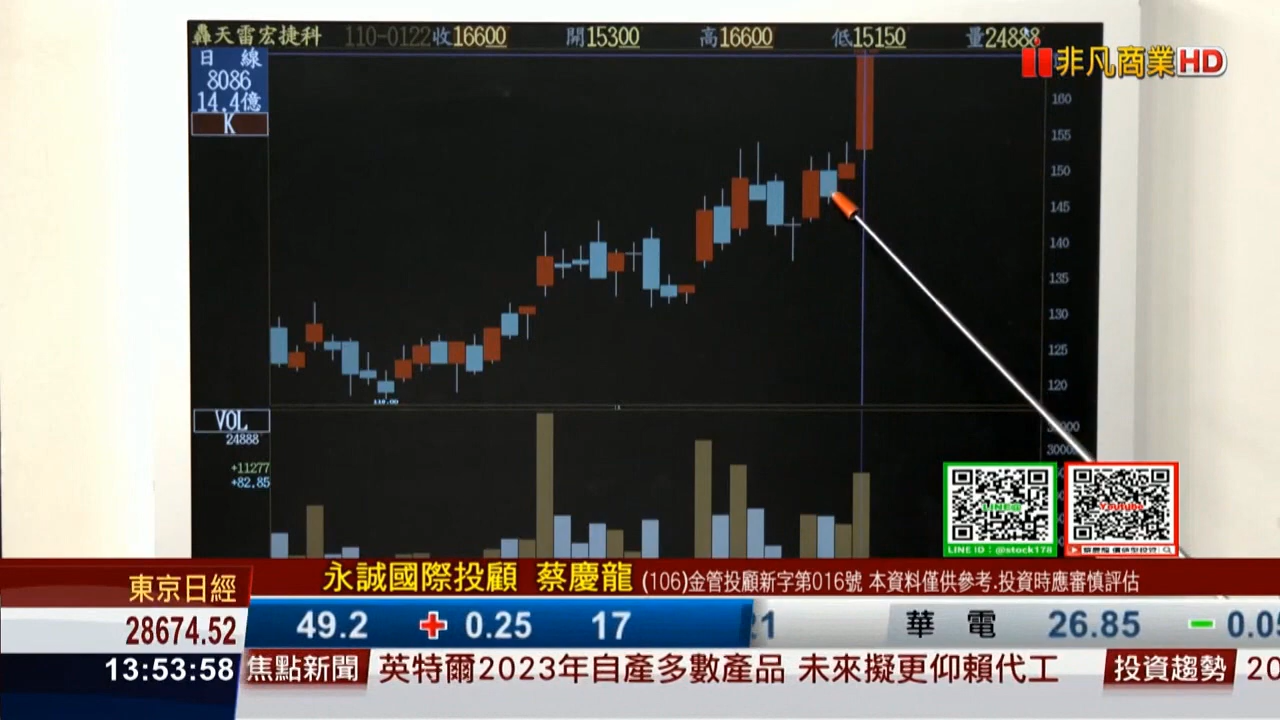 轟天雷宏捷科 110-0122收16600 開15300 高16600 低15150 量24888
非凡商業HD
日 線
8086
14.4億
K
160
155
150
145
140
135
130
125
120
VOL
24888
+11277
+82.85
LINE@
Youtube
LINE ID：@stock178
永誠國際投顧 蔡慶龍 (106)金管投顧新字第016號 本資料僅供參考.投資時應審慎評估
東京日經
28674.52
49.2 + 0.25 17
華 電 26.85
13:53:58
焦點新聞 英特爾2023年自產多數產品 未來擬更仰賴代工 投資趨勢 20